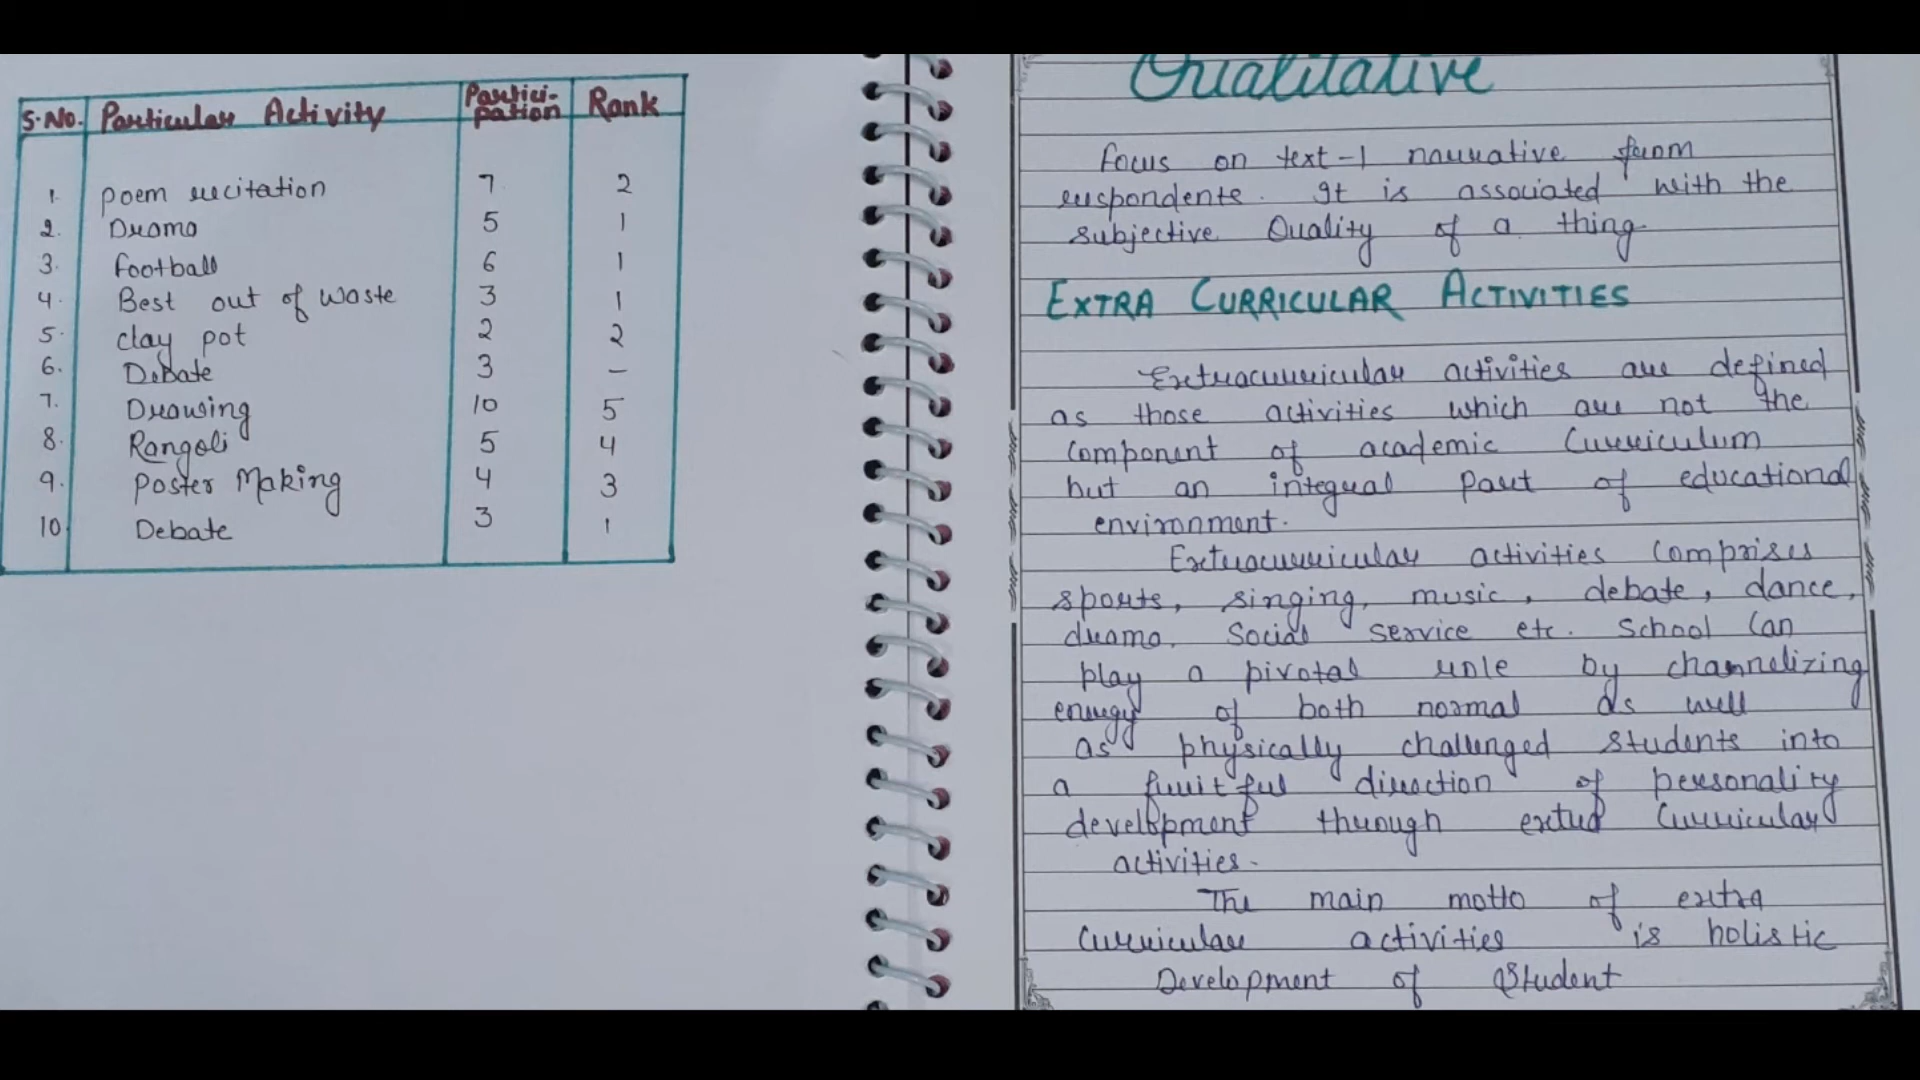 S.No. Particular Activity Partici-pation Rank
1. poem recitation 7 2
2. Drama 5 1
3. football 6 1
4. Best out of waste 3 1
5. clay pot 2 2
6. Debate 3 –
7. Drawing 10 5
8. Rangoli 5 4
9. Poster Making 4 3
10 Debate 3 1
Qualitative
focus on text-1 narrative from
respondents. It is associated with the
subjective Quality of a thing
EXTRA CURRICULAR ACTIVITIES
Extracurricular activities are defined
as those activities which are not the
component of academic Curriculum
but an integral part of educational
environment.
Extracurricular activities comprises
sports, singing, music, debate, dance,
drama, social service etc. School can
play a pivotal role by channelizing
energy of both normal as well
as physically challenged students into
a fruitful direction of personality
development through extra curricular
activities.
The main motto of extra
curricular activities is holistic
Development of Student